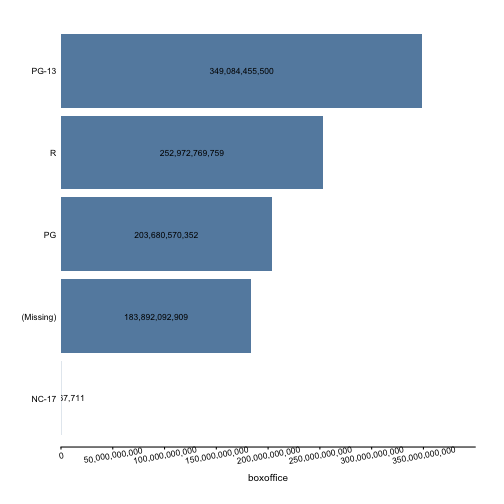 PG-13
349,084,455,500
R
252,972,769,759
PG
203,680,570,352
(Missing)
183,892,092,909
NC-17
67,711
0
50,000,000,000
100,000,000,000
150,000,000,000
200,000,000,000
250,000,000,000
300,000,000,000
350,000,000,000
boxoffice